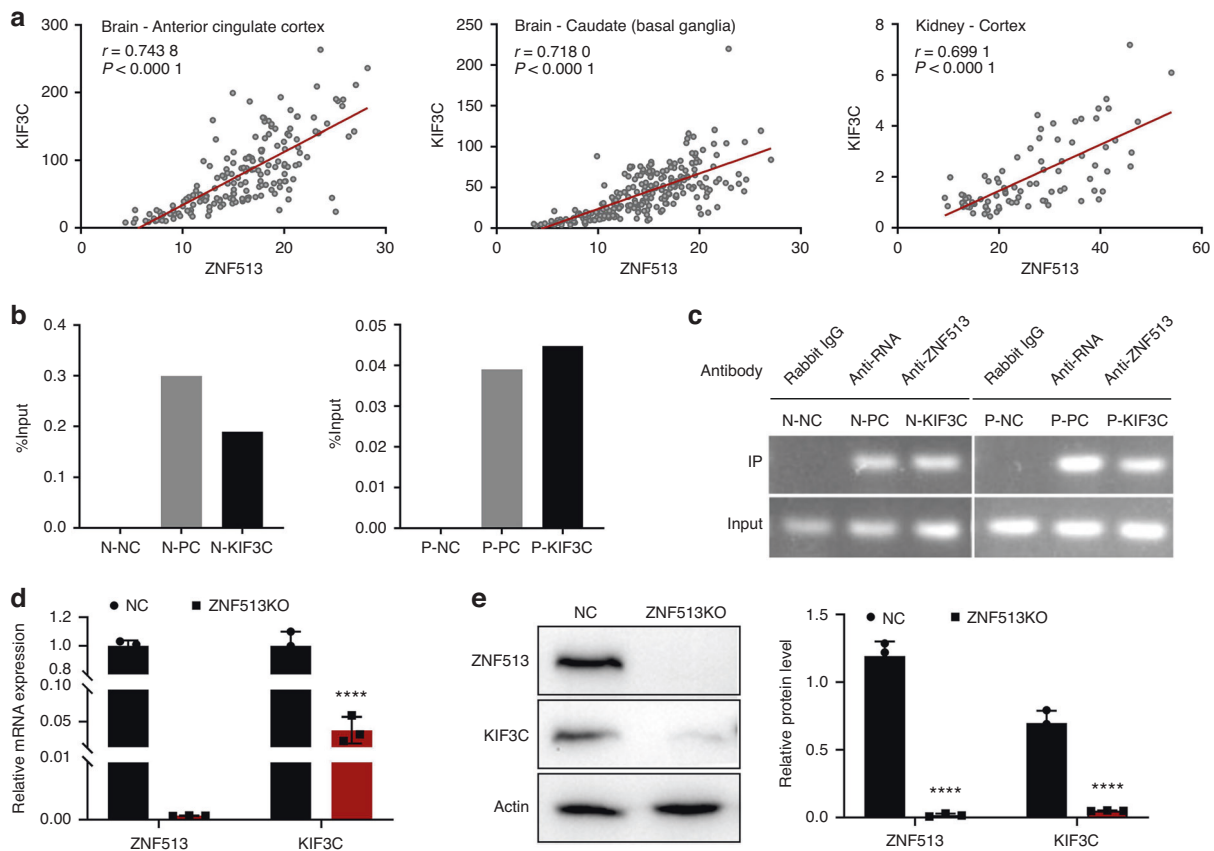 a
Brain - Anterior cingulate cortex
r = 0.743 8
P < 0.000 1
KIF3C
300
200
100
0
0 10 20 30
ZNF513
Brain - Caudate (basal ganglia)
r = 0.718 0
P < 0.000 1
KIF3C
250
200
150
100
50
0
0 10 20 30
ZNF513
Kidney - Cortex
r = 0.699 1
P < 0.000 1
KIF3C
8
6
4
2
0
0 20 40 60
ZNF513
b
%Input
0.4
0.3
0.2
0.1
0.0
N-NC N-PC N-KIF3C
%Input
0.05
0.04
0.03
0.02
0.01
0.00
P-NC P-PC P-KIF3C
c
Antibody
Rabbit IgG Anti-RNA Anti-ZNF513 Rabbit IgG Anti-RNA Anti-ZNF513
N-NC N-PC N-KIF3C P-NC P-PC P-KIF3C
IP
Input
d
NC ZNF513KO
Relative mRNA expression
1.2
1.0
0.8
0.10
0.05
0.01
0.00
****
ZNF513 KIF3C
e
NC ZNF513KO
ZNF513
KIF3C
Actin
NC ZNF513KO
Relative protein level
1.5
1.0
0.5
0.0
**** ****
ZNF513 KIF3C